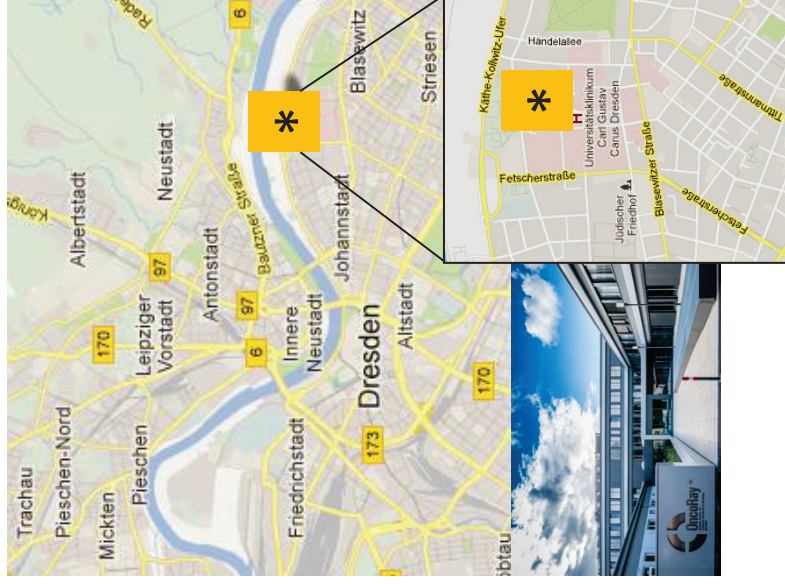 Trachau
Pieschen-Nord
Mickten
Pieschen
170
Leipziger
Vorstadt
Albertstadt
97
Neustadt
Antonstadt
97
6
6
Bautzner Straße
Innere
Neustadt
Friedrichstadt
Dresden
Johannstadt
Altstadt
173
170
Blasewitz
Striesen
*
Käthe-Kollwitz-Ufer
Händelallee
*
H
Universitätsklinikum
Carl Gustav
Carus Dresden
Fetscherstraße
Jüdischer
Friedhof
Blasewitzer Straße
Fetscherstraße
Tittmannstraße
OncoRay